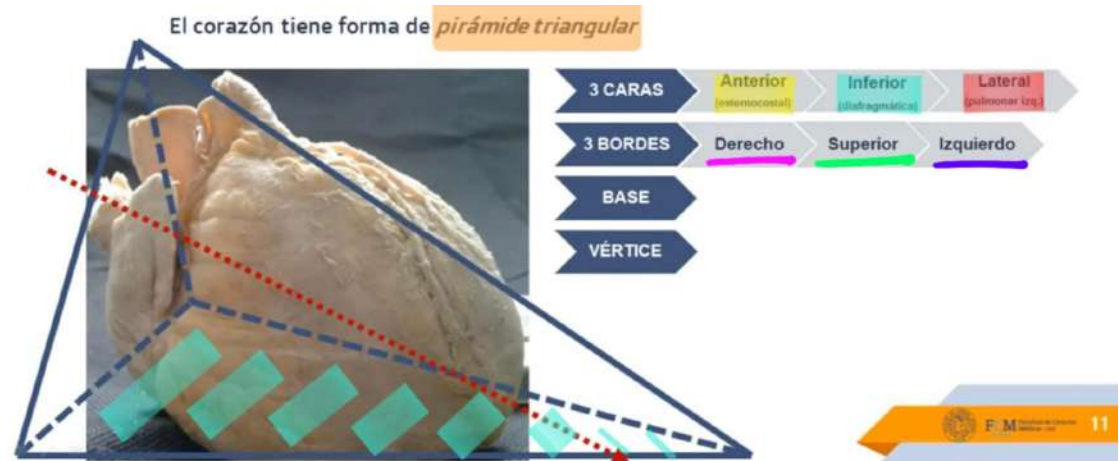 El corazón tiene forma de pirámide triangular
3 CARAS Anterior Inferior Lateral
(esternocostal) (diafragmática) (pulmonar izq.)
3 BORDES Derecho Superior Izquierdo
BASE
VÉRTICE
11